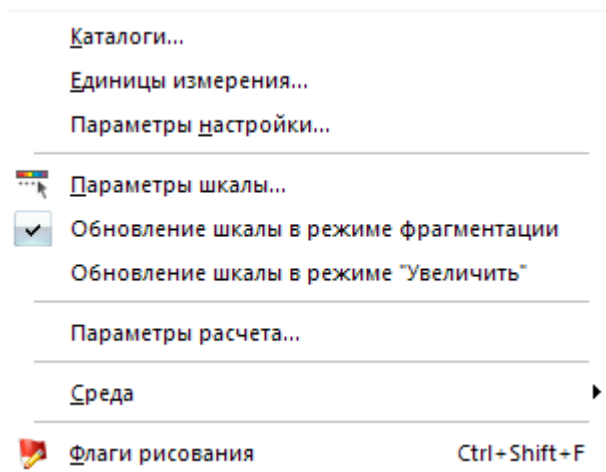 Каталоги...
Единицы измерения...
Параметры настройки...
Параметры шкалы...
Обновление шкалы в режиме фрагментации
Обновление шкалы в режиме "Увеличить"
Параметры расчета...
Среда
Флаги рисования Ctrl+Shift+F